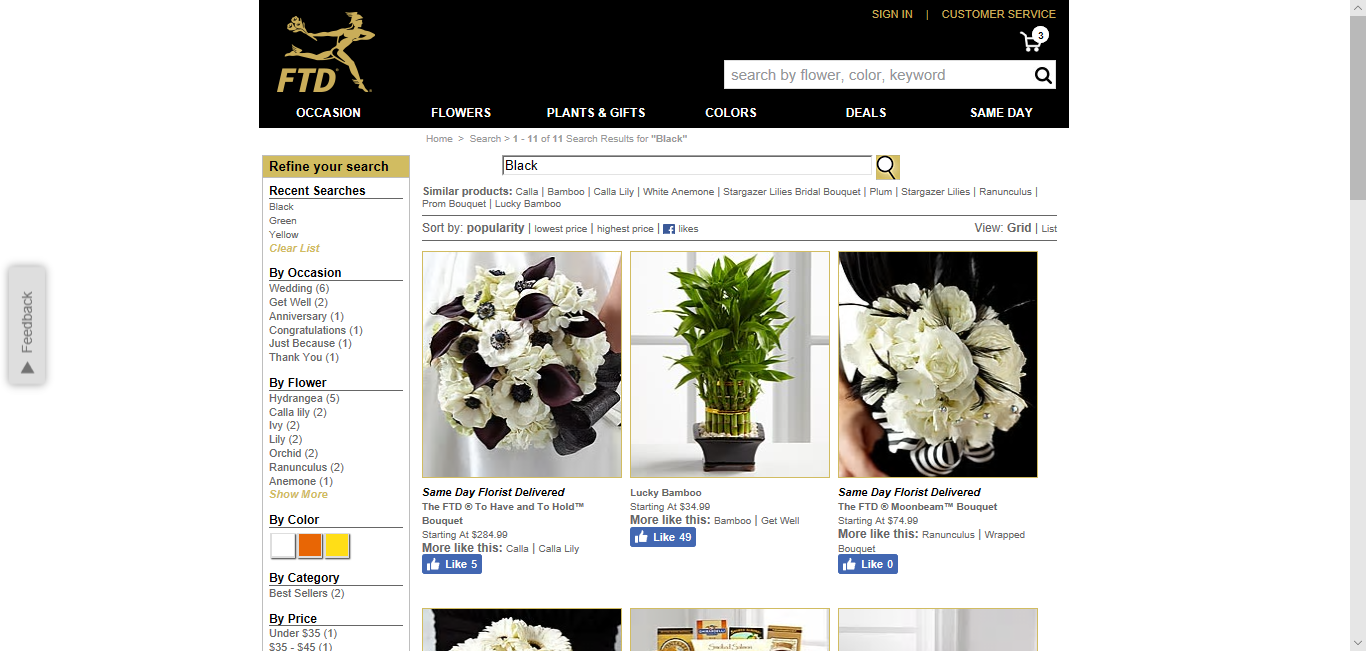 SIGN IN | CUSTOMER SERVICE
3
FTD
search by flower, color, keyword
OCCASION FLOWERS PLANTS & GIFTS COLORS DEALS SAME DAY
Home > Search > 1 - 11 of 11 Search Results for "Black"
Refine your search
Recent Searches
Black
Green
Yellow
Clear List
By Occasion
Wedding (6)
Get Well (2)
Anniversary (1)
Congratulations (1)
Just Because (1)
Thank You (1)
By Flower
Hydrangea (5)
Calla lily (2)
Ivy (2)
Lily (2)
Orchid (2)
Ranunculus (2)
Anemone (1)
Show More
By Color
By Category
Best Sellers (2)
By Price
Under $35 (1)
$35 - $45 (1)
Feedback
Black
Similar products: Calla | Bamboo | Calla Lily | White Anemone | Stargazer Lilies Bridal Bouquet | Plum | Stargazer Lilies | Ranunculus |
Prom Bouquet | Lucky Bamboo
Sort by: popularity | lowest price | highest price | f likes
View: Grid | List
Same Day Florist Delivered
The FTD ® To Have and To Hold™
Bouquet
Starting At $284.99
More like this: Calla | Calla Lily
Like 5
Lucky Bamboo
Starting At $34.99
More like this: Bamboo | Get Well
Like 49
Same Day Florist Delivered
The FTD ® Moonbeam™ Bouquet
Starting At $74.99
More like this: Ranunculus | Wrapped
Bouquet
Like 0
GHIRARDELLI
Smoked Salmon